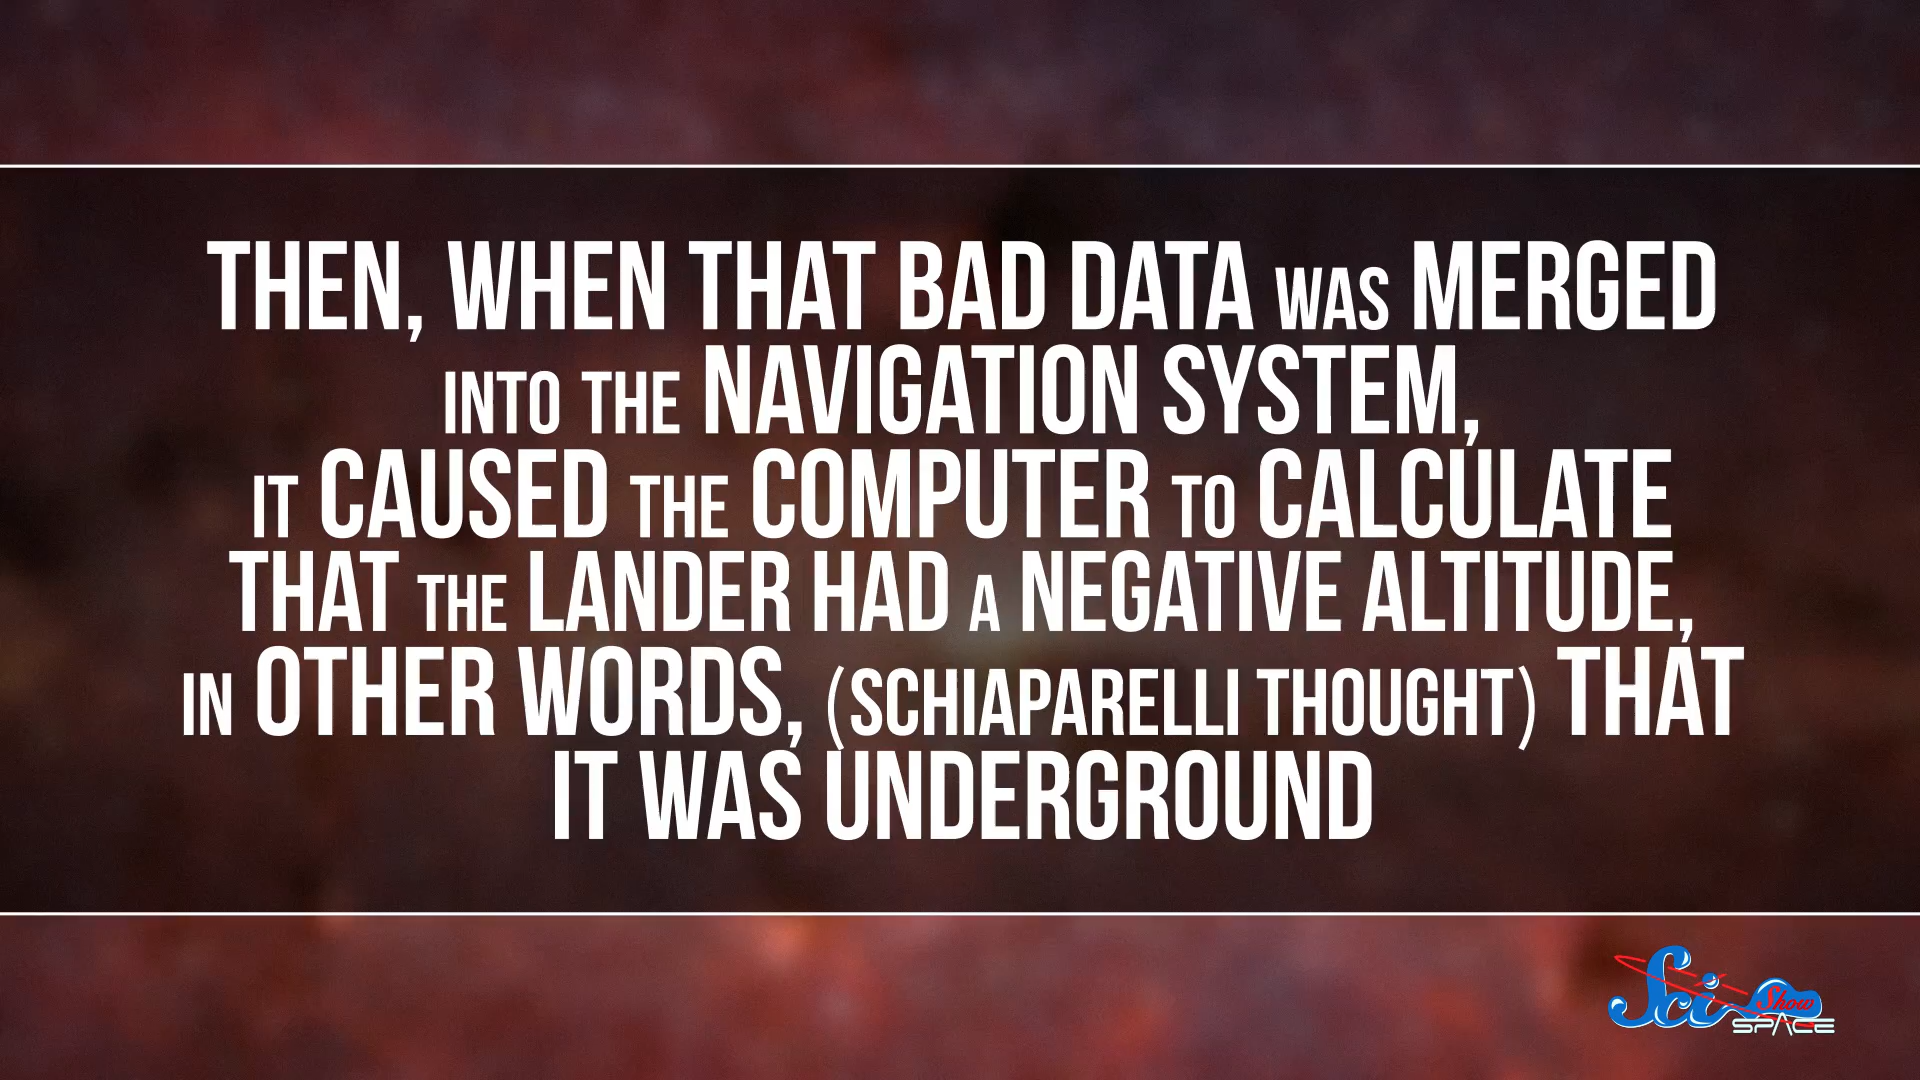 THEN, WHEN THAT BAD DATA WAS MERGED
INTO THE NAVIGATION SYSTEM,
IT CAUSED THE COMPUTER TO CALCULATE
THAT THE LANDER HAD A NEGATIVE ALTITUDE,
IN OTHER WORDS, (SCHIAPARELLI THOUGHT) THAT
IT WAS UNDERGROUND
Sci Show
SPACE